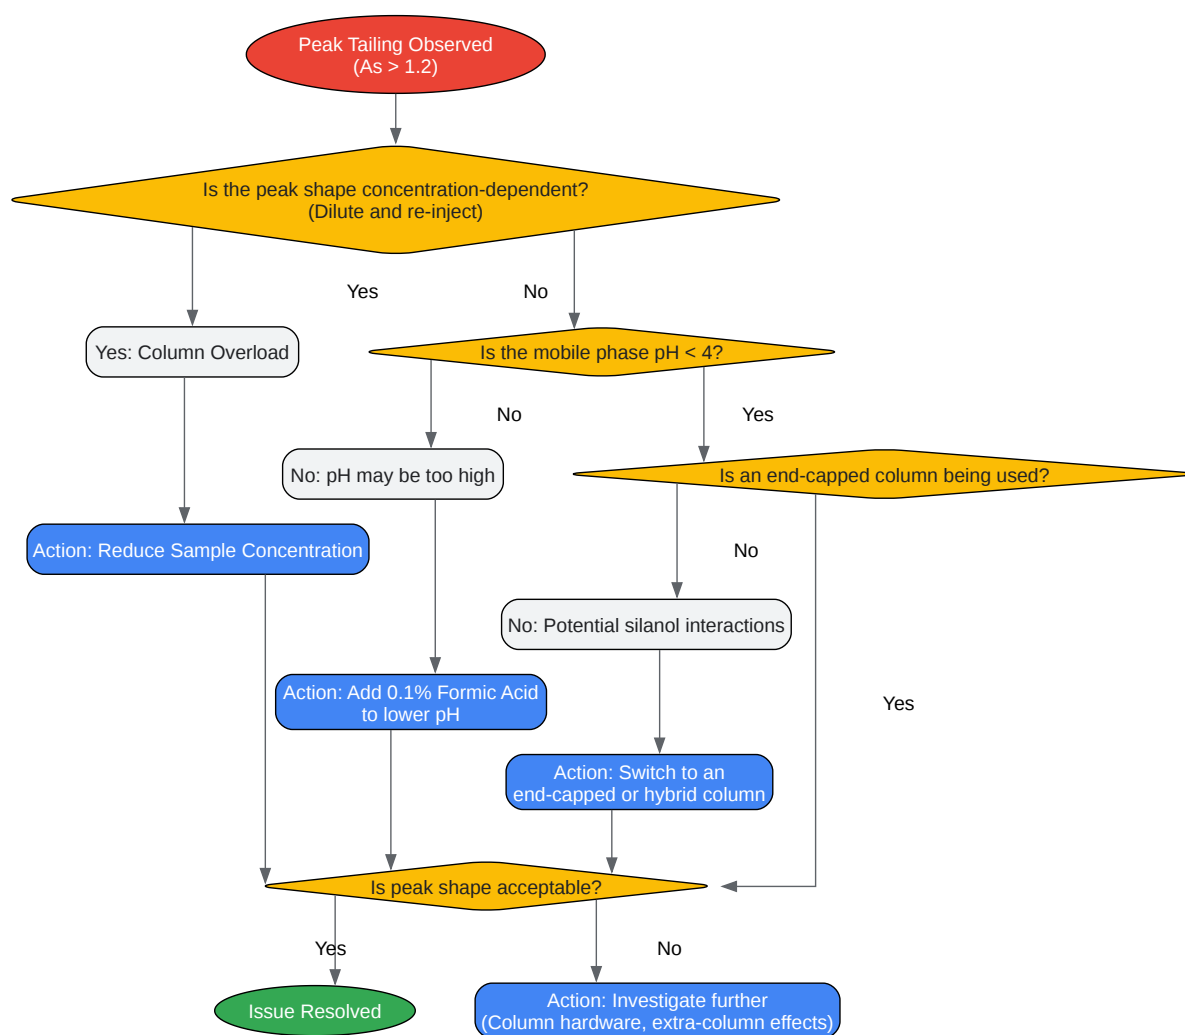 Peak Tailing Observed
(As > 1.2)
Is the peak shape concentration-dependent?
(Dilute and re-inject)
Yes
No
Yes: Column Overload
Is the mobile phase pH < 4?
No
Yes
No: pH may be too high
Is an end-capped column being used?
Action: Reduce Sample Concentration
No
No: Potential silanol interactions
Action: Add 0.1% Formic Acid
to lower pH
Yes
Action: Switch to an
end-capped or hybrid column
Is peak shape acceptable?
Yes
No
Issue Resolved
Action: Investigate further
(Column hardware, extra-column effects)